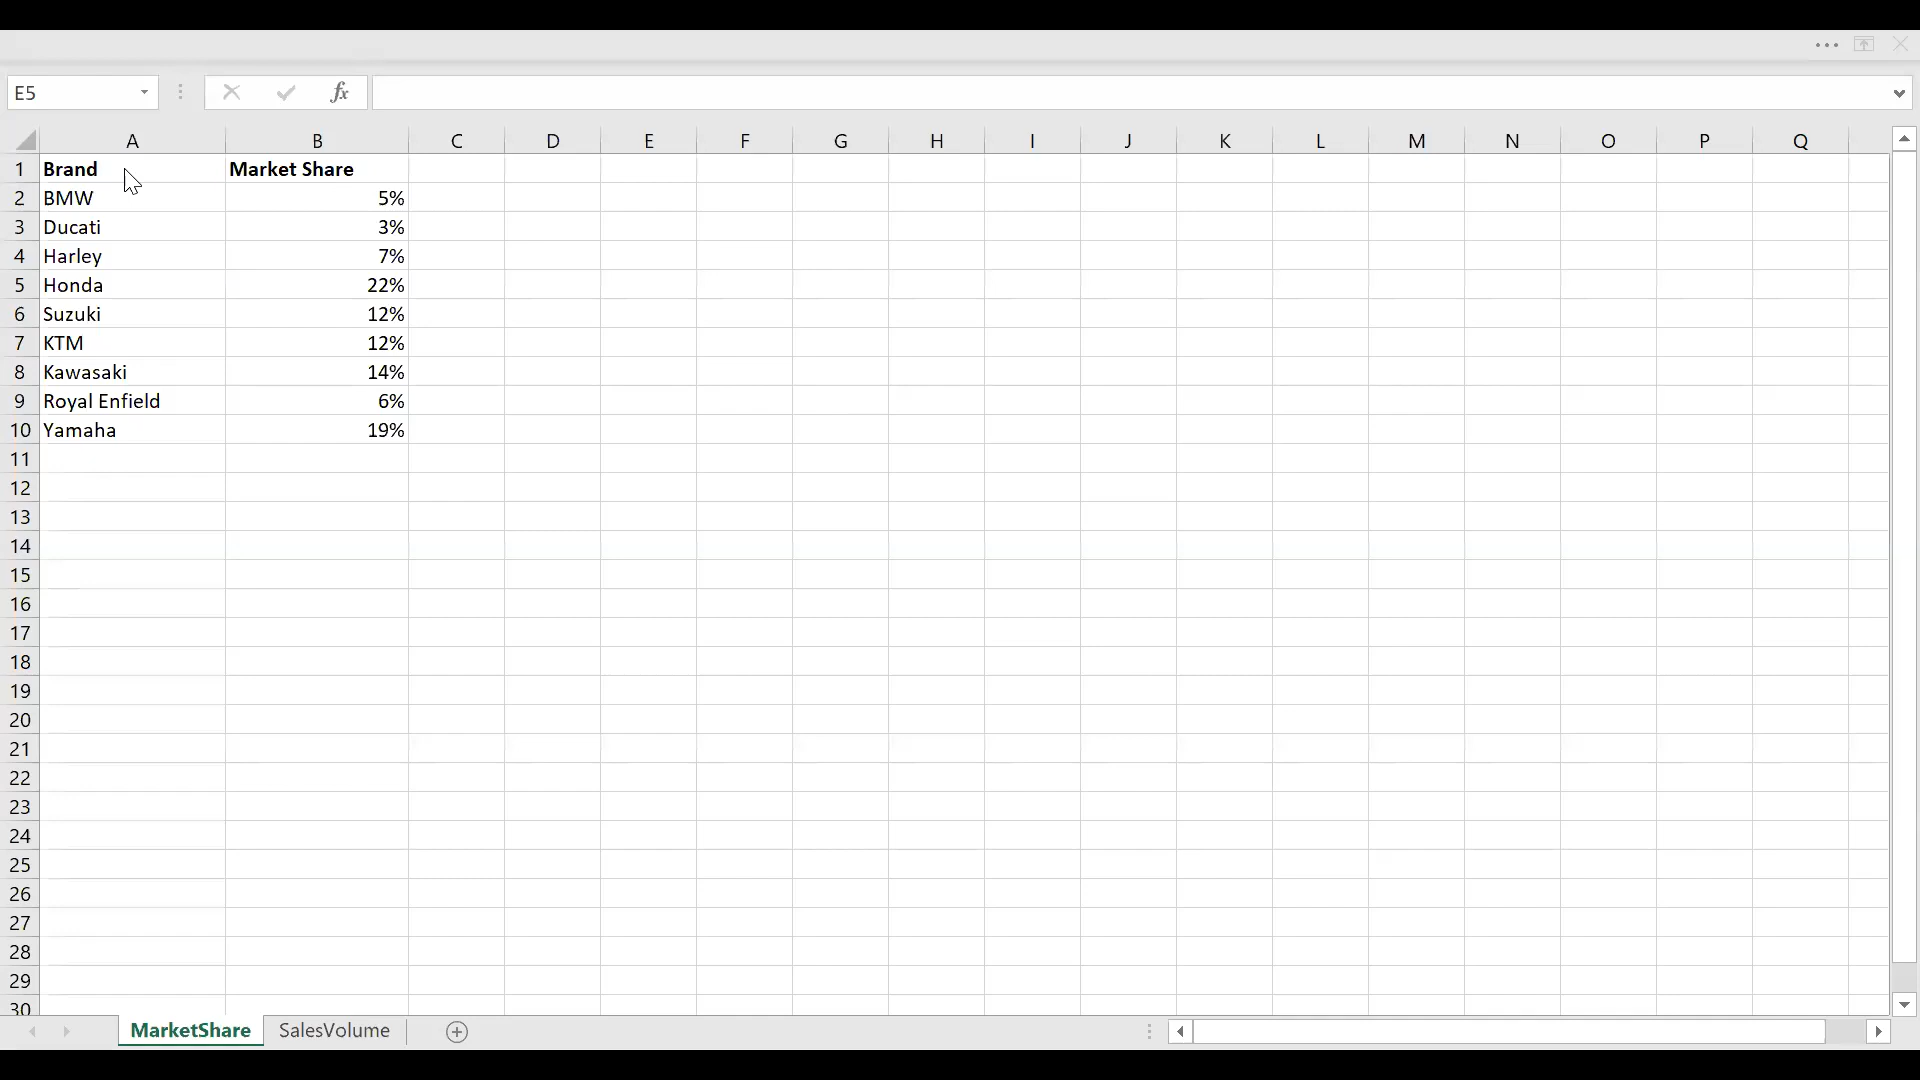 E5 fx
A B C D E F G H I J K L M N O P Q
1 Brand Market Share
2 BMW 5%
3 Ducati 3%
4 Harley 7%
5 Honda 22%
6 Suzuki 12%
7 KTM 12%
8 Kawasaki 14%
9 Royal Enfield 6%
10 Yamaha 19%
11
12
13
14
15
16
17
18
19
20
21
22
23
24
25
26
27
28
29
30
MarketShare SalesVolume